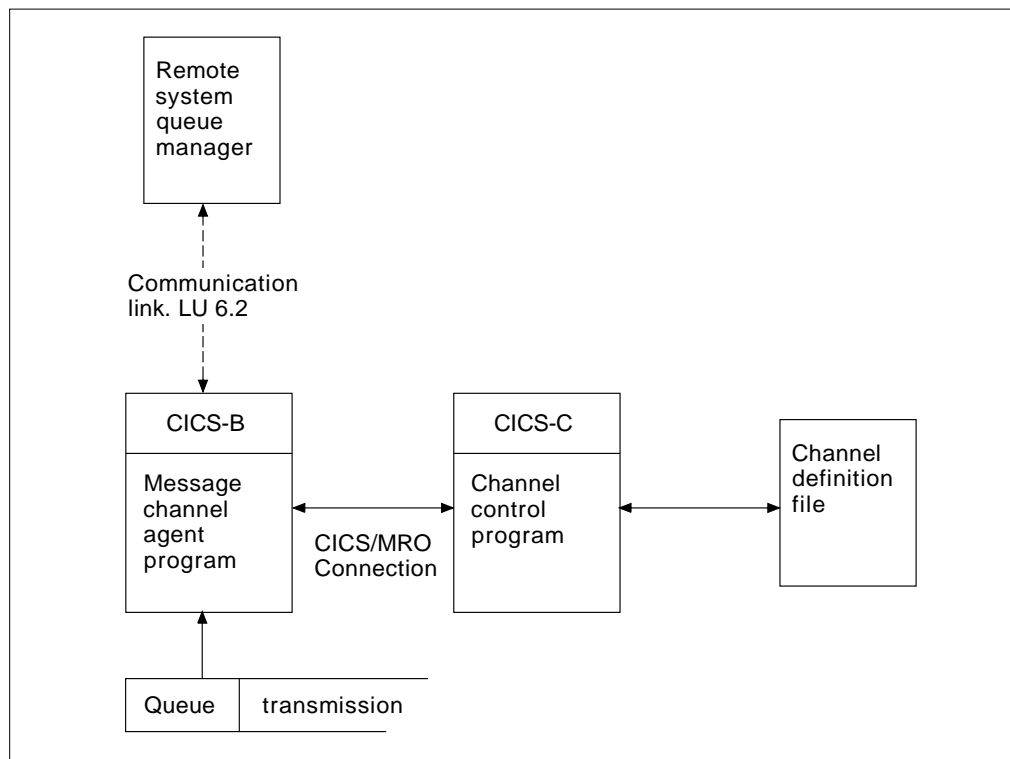 Remote
system
queue
manager
Communication
link. LU 6.2
CICS-B
Message
channel
agent
program
CICS/MRO
Connection
CICS-C
Channel
control
program
Channel
definition
file
Queue
transmission